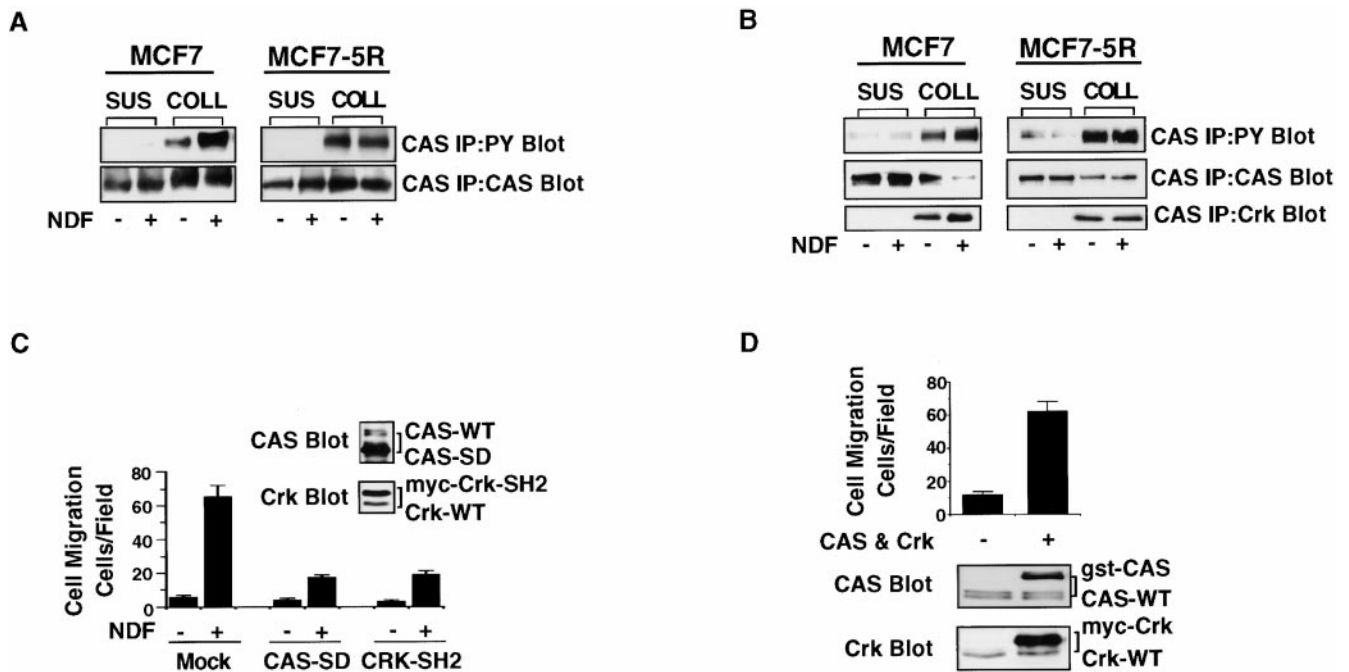 A
MCF7 MCF7-5R
SUS COLL SUS COLL
CAS IP:PY Blot
CAS IP:CAS Blot
NDF - + - + - + - +
B
MCF7 MCF7-5R
SUS COLL SUS COLL
CAS IP:PY Blot
CAS IP:CAS Blot
CAS IP:Crk Blot
NDF - + - + - + - +
C
CAS Blot CAS-WT
CAS-SD
Crk Blot myc-Crk-SH2
Crk-WT
Cell Migration
Cells/Field
80
60
40
20
0
NDF - + - + - +
Mock CAS-SD CRK-SH2
D
Cell Migration
Cells/Field
80
60
40
20
0
CAS & Crk - +
CAS Blot gst-CAS
CAS-WT
Crk Blot myc-Crk
Crk-WT